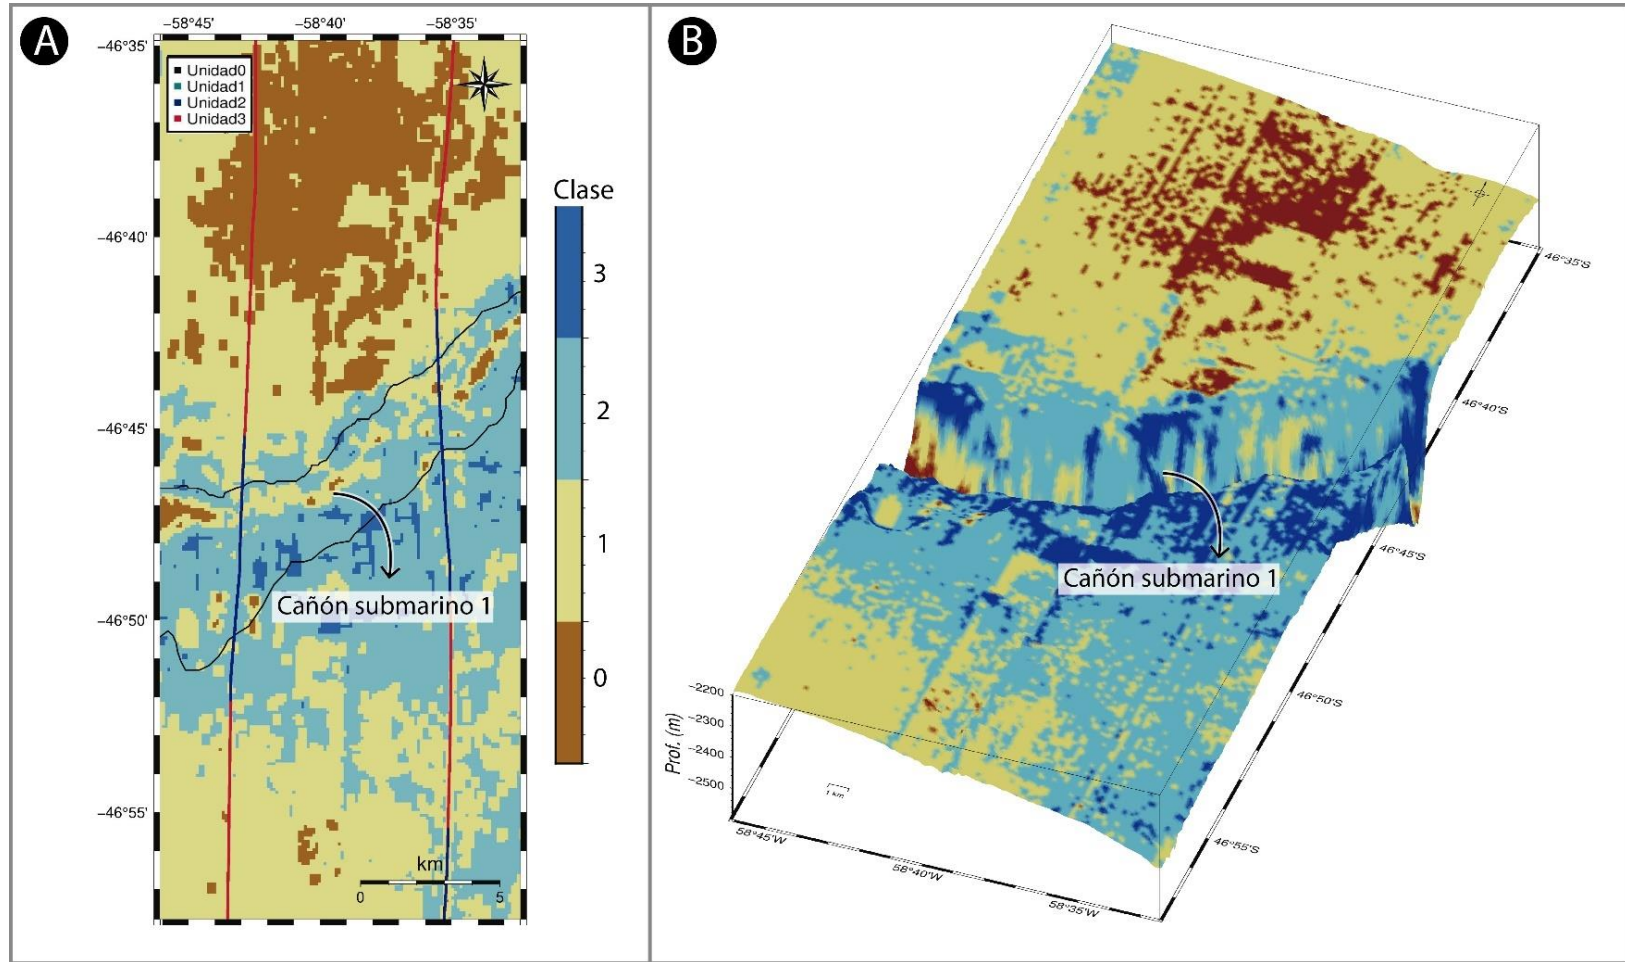 A
−58°45' −58°40' −58°35'
−46°35'
−46°40'
−46°45'
−46°50'
−46°55'
Unidad0
Unidad1
Unidad2
Unidad3
Cañón submarino 1
km
0 5
Clase
3
2
1
0
B
Cañón submarino 1
46°35'S
46°40'S
46°45'S
46°50'S
46°55'S
−2200
−2300
−2400
−2500
Prof. (m)
1 km
58°45'W
58°40'W
58°35'W